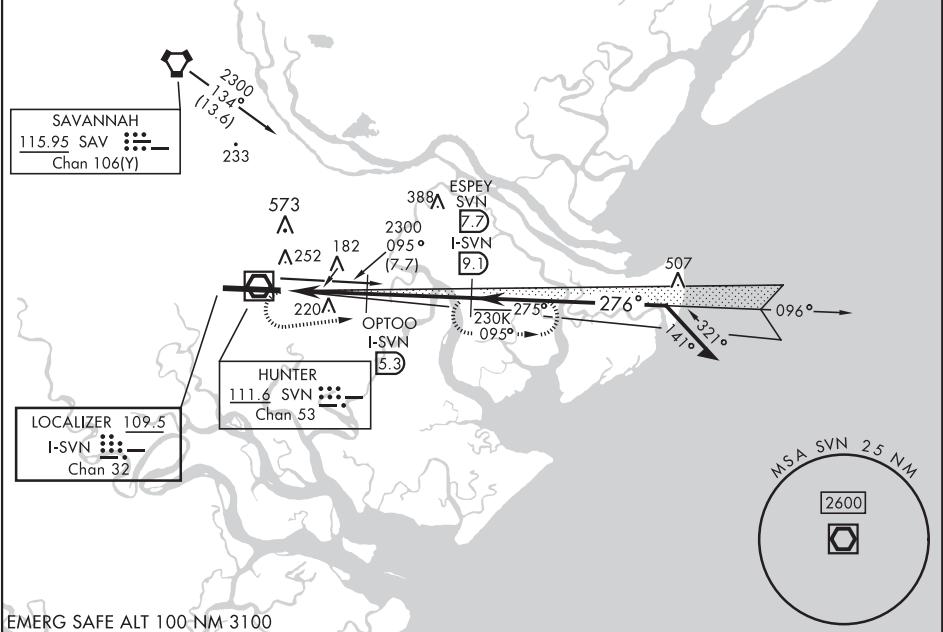 2300
134°
(13.6)
SAVANNAH
115.95 SAV
Chan 106(Y)
233
573
252
182
2300
095°
(7.7)
388
ESPEY
SVN
7.7
I-SVN
9.1
507
220
OPTOO
I-SVN
5.3
230K
095°
275°
276°
096°
141°
321°
HUNTER
111.6 SVN
Chan 53
LOCALIZER 109.5
I-SVN
Chan 32
MSA SVN 25 NM
2600
EMERG SAFE ALT 100 NM 3100